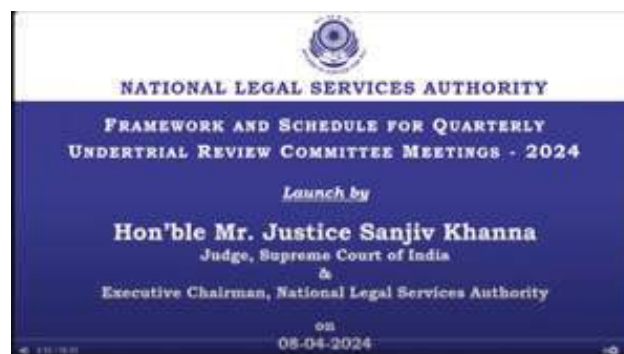 NATIONAL LEGAL SERVICES AUTHORITY
FRAMEWORK AND SCHEDULE FOR QUARTERLY
UNDERTRIAL REVIEW COMMITTEE MEETINGS - 2024
Launch by
Hon'ble Mr. Justice Sanjiv Khanna
Judge, Supreme Court of India
&
Executive Chairman, National Legal Services Authority
on
08-04-2024